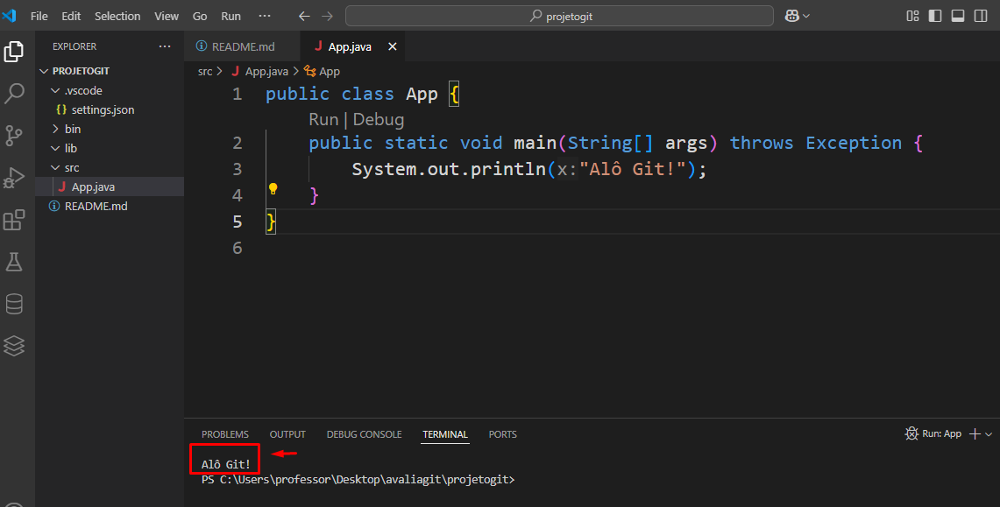 File Edit Selection View Go Run ··· projetogit
EXPLORER ···
PROJETOGIT
.vscode
{} settings.json
bin
lib
src
J App.java
README.md
README.md J App.java
src > J App.java > App
1 public class App {
Run | Debug
2 public static void main(String[] args) throws Exception {
3 System.out.println(x:"Alô Git!");
4 }
5 }
6
PROBLEMS OUTPUT DEBUG CONSOLE TERMINAL PORTS Run: App
Alô Git!
PS C:\Users\professor\Desktop\avaliagit\projetogit>